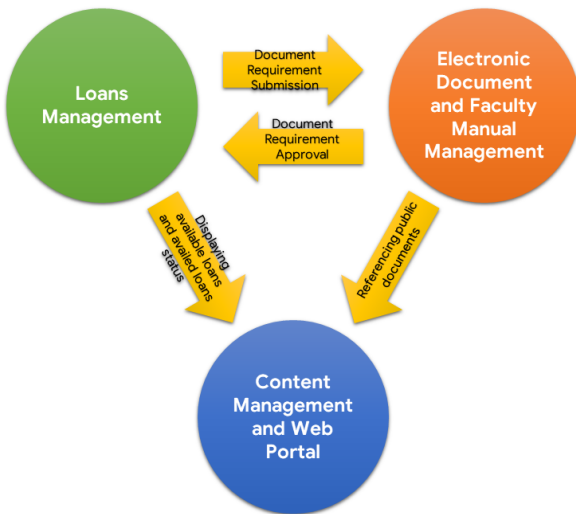 Loans
Management
Document
Requirement
Submission
Electronic
Document
and Faculty
Manual
Management
Document
Requirement
Approval
Displaying
available loans
and availed loans
status
Referencing public
documents
Content
Management
and Web
Portal